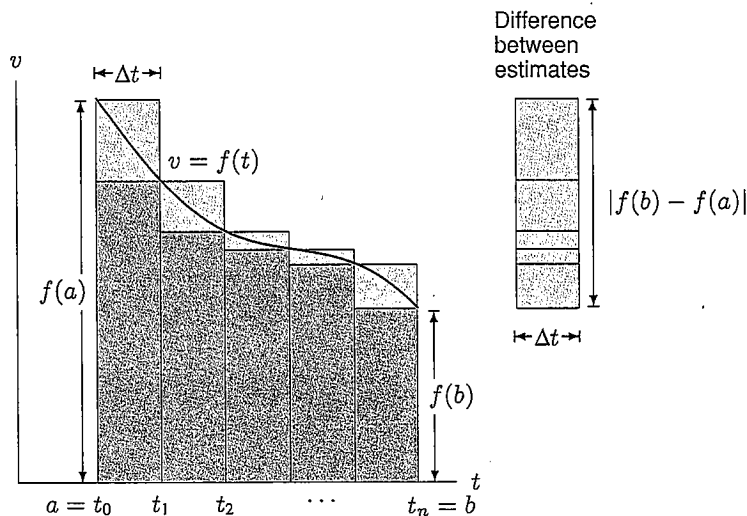 Difference
between
estimates
v
Δt
v = f(t)
|f(b) − f(a)|
f(a)
f(b)
Δt
t
a = t₀ t₁ t₂ ⋯ tₙ = b